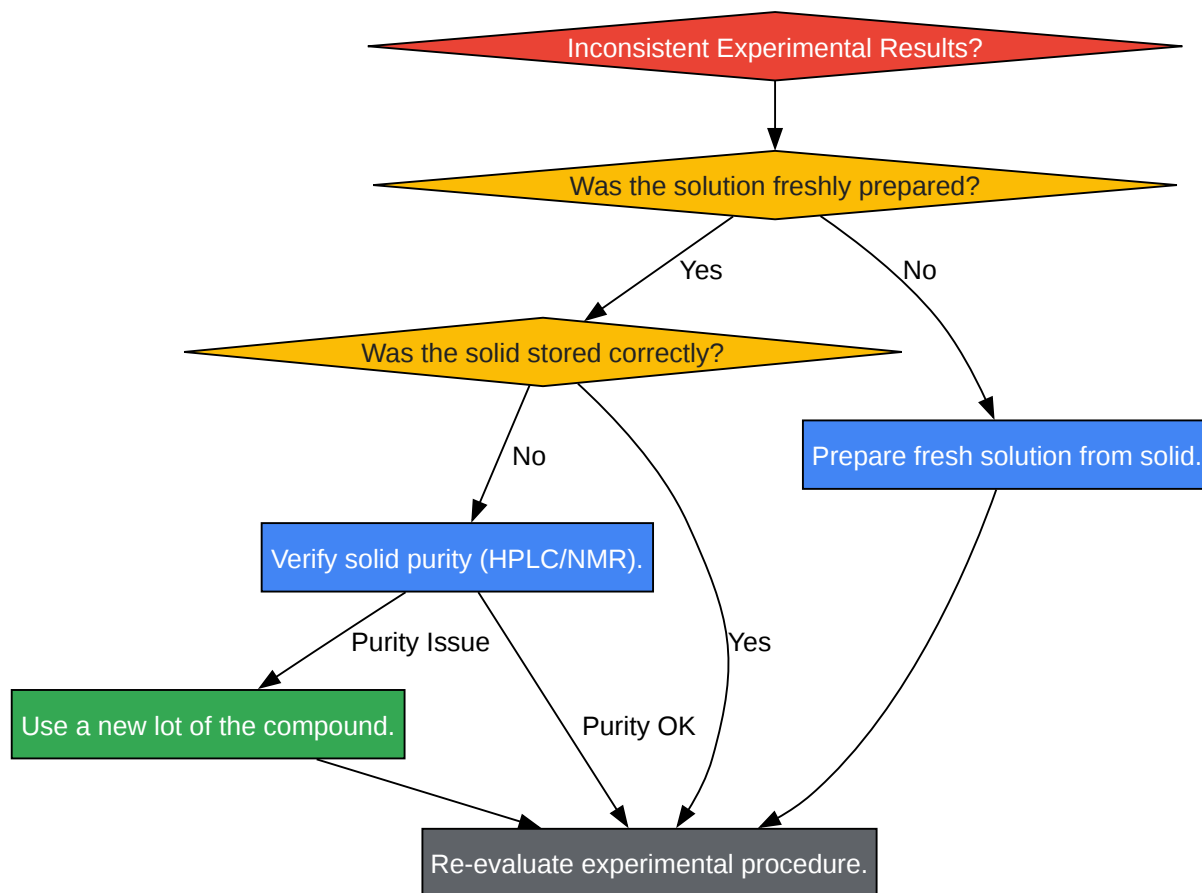 Inconsistent Experimental Results?
Was the solution freshly prepared?
Yes
No
Was the solid stored correctly?
Prepare fresh solution from solid.
No
Verify solid purity (HPLC/NMR).
Purity Issue
Yes
Use a new lot of the compound.
Purity OK
Re-evaluate experimental procedure.